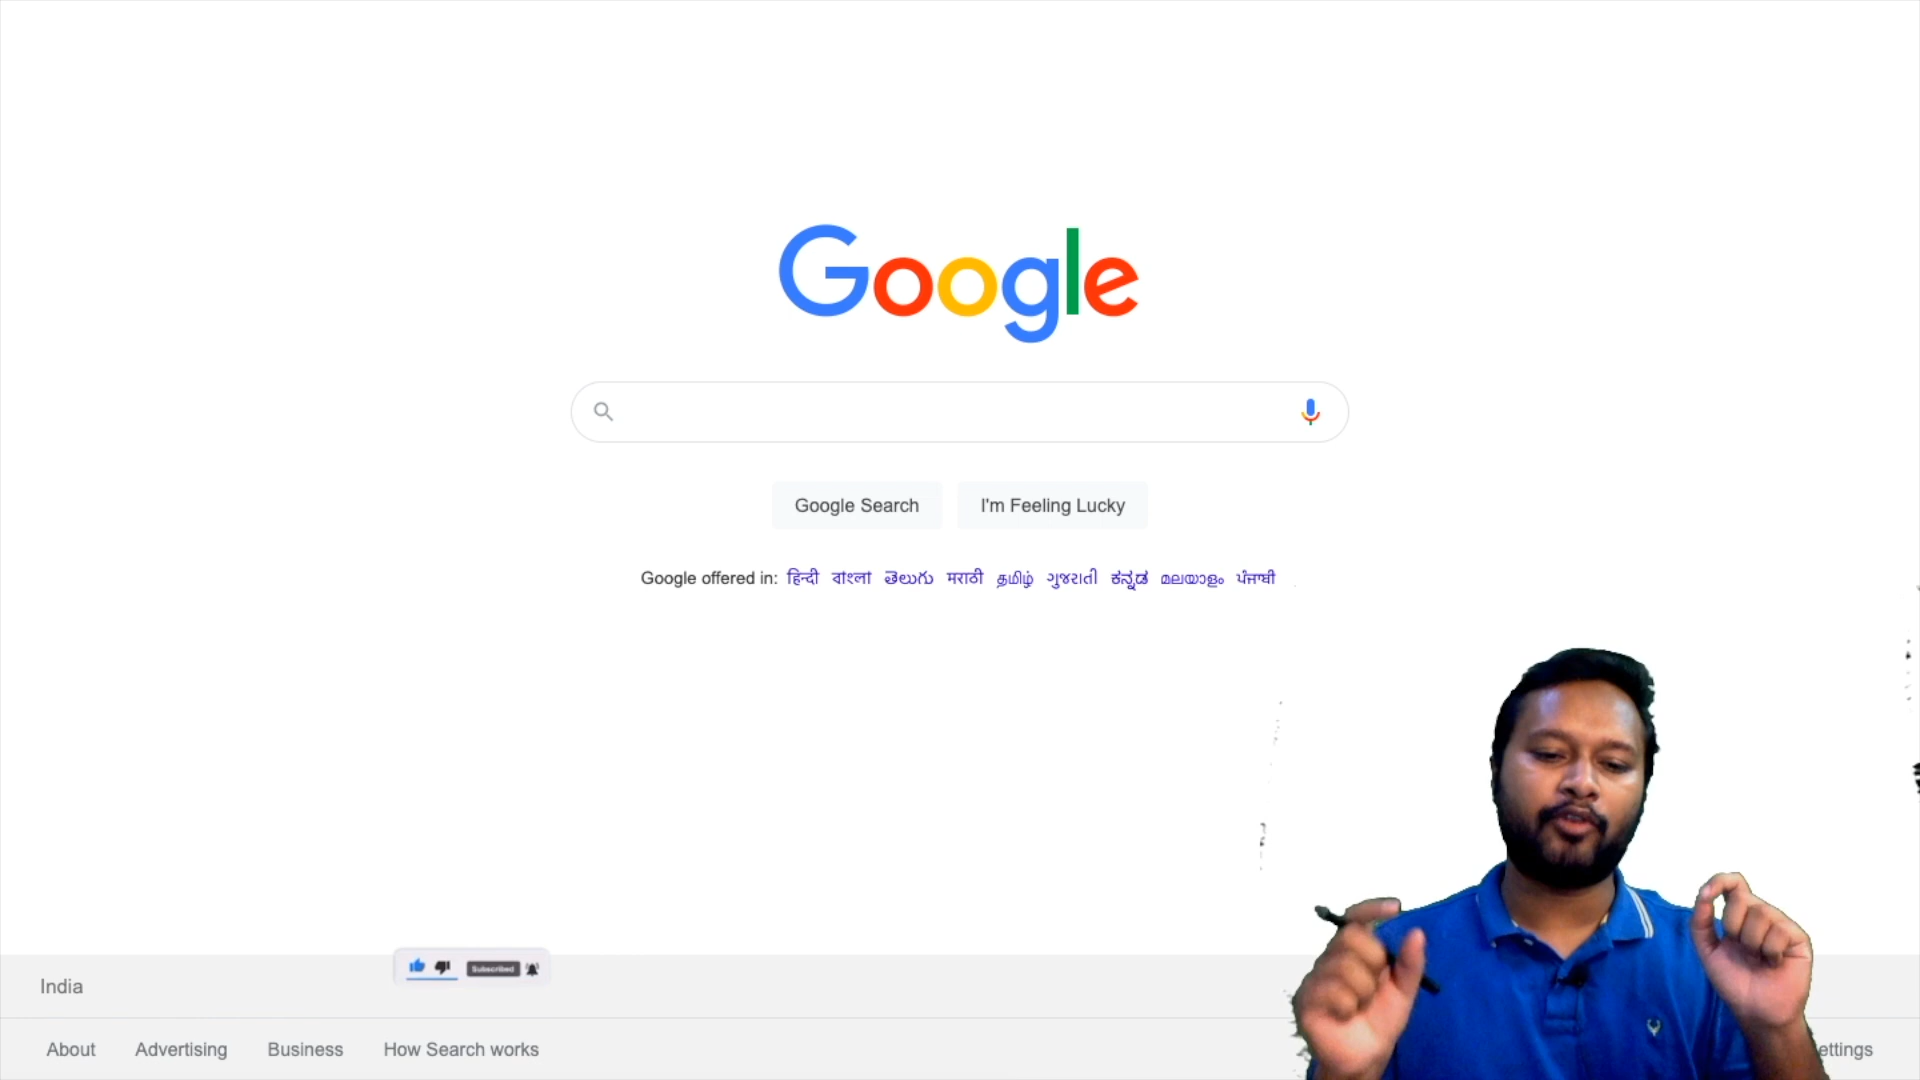 Google
Google Search
I'm Feeling Lucky
Google offered in: हिन्दी বাংলা తెలుగు मराठी தமிழ் ગુજરાતી ಕನ್ನಡ മലയാളം ਪੰਜਾਬੀ
Subscribed
India
About Advertising Business How Search works ettings